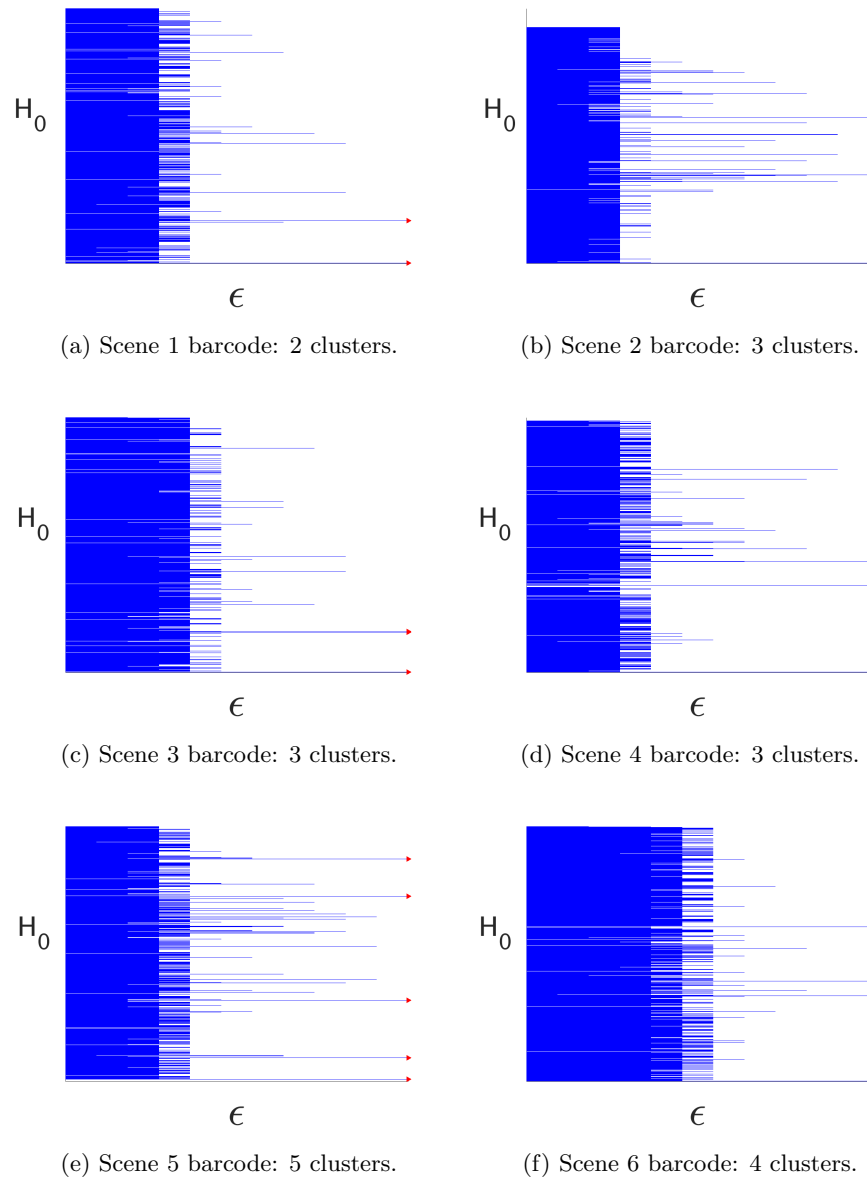 H0
H0
ϵ
ϵ
(a) Scene 1 barcode: 2 clusters.
(b) Scene 2 barcode: 3 clusters.
H0
H0
ϵ
ϵ
(c) Scene 3 barcode: 3 clusters.
(d) Scene 4 barcode: 3 clusters.
H0
H0
ϵ
ϵ
(e) Scene 5 barcode: 5 clusters.
(f) Scene 6 barcode: 4 clusters.